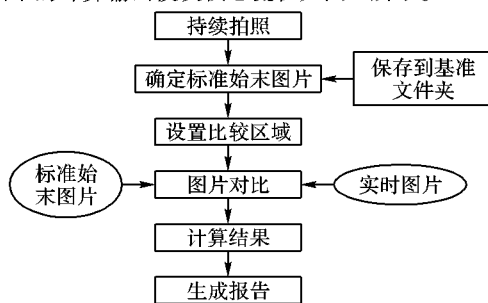 持续拍照
确定标准始末图片
保存到基准
文件夹
设置比较区域
标准始
末图片
图片对比
实时图片
计算结果
生成报告